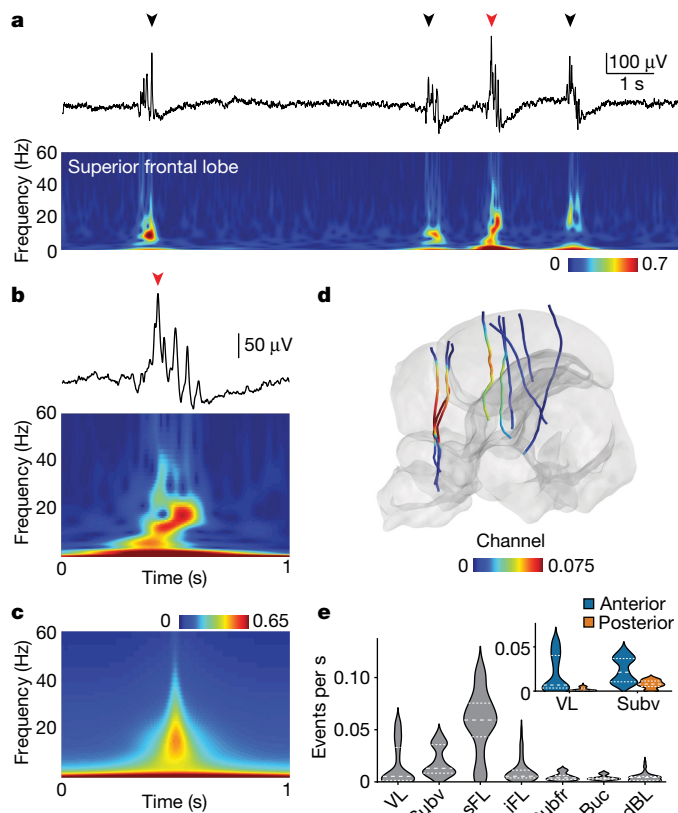 a
100 µV
1 s
Frequency (Hz)
60
40
20
0
Superior frontal lobe
0
0.7
b
50 µV
Frequency (Hz)
60
40
20
0
1
Time (s)
c
0
0.65
Frequency (Hz)
60
40
20
0
1
Time (s)
d
Channel
0
0.075
e
Events per s
0.10
0.05
0
VL
Subv
sFL
iFL
Subfr
Buc
dBL
Anterior
Posterior
0.05
0
VL
Subv